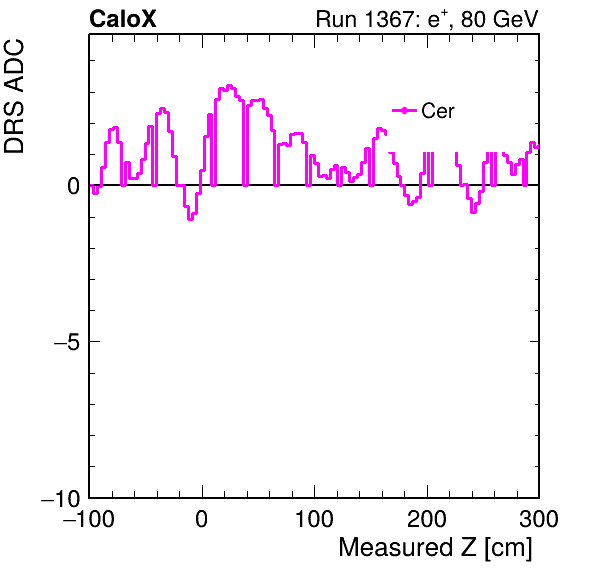 CaloX
Run 1367: e+, 80 GeV
DRS ADC
Cer
0
−5
−10
−100 0 100 200 300
Measured Z [cm]